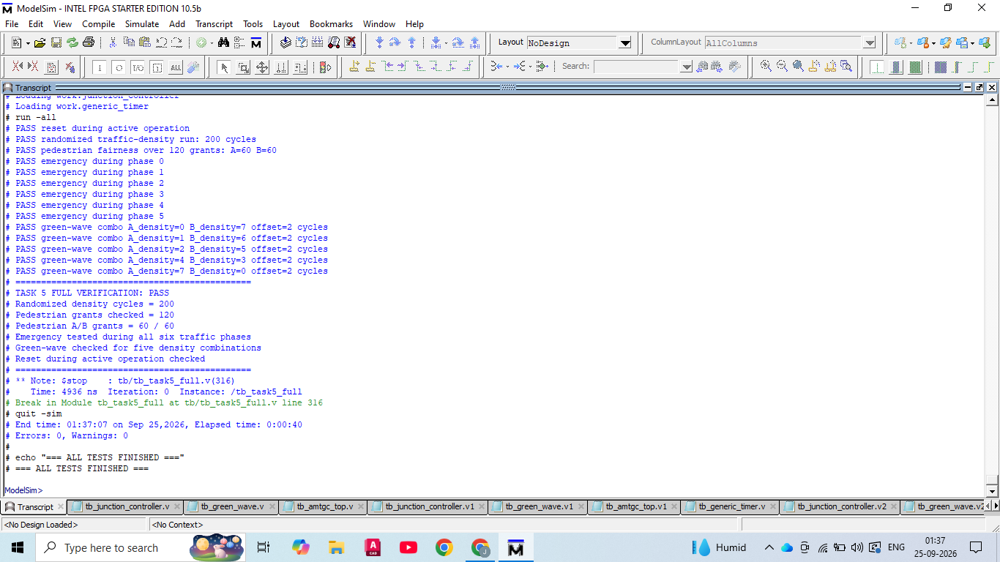 ModelSim - INTEL FPGA STARTER EDITION 10.5b
File Edit View Compile Simulate Add Transcript Tools Layout Bookmarks Window Help
Layout NoDesign ColumnLayout AllColumns
Search:
Transcript
# Loading work.junction_controller
# Loading work.generic_timer
# run -all
# PASS reset during active operation
# PASS randomized traffic-density run: 200 cycles
# PASS pedestrian fairness over 120 grants: A=60 B=60
# PASS emergency during phase 0
# PASS emergency during phase 1
# PASS emergency during phase 2
# PASS emergency during phase 3
# PASS emergency during phase 4
# PASS emergency during phase 5
# PASS green-wave combo A_density=0 B_density=7 offset=2 cycles
# PASS green-wave combo A_density=1 B_density=6 offset=2 cycles
# PASS green-wave combo A_density=2 B_density=5 offset=2 cycles
# PASS green-wave combo A_density=4 B_density=3 offset=2 cycles
# PASS green-wave combo A_density=7 B_density=0 offset=2 cycles
# ==============================================
# TASK 5 FULL VERIFICATION: PASS
# Randomized density cycles = 200
# Pedestrian grants checked = 120
# Pedestrian A/B grants = 60 / 60
# Emergency tested during all six traffic phases
# Green-wave checked for five density combinations
# Reset during active operation checked
# ==============================================
# ** Note: $stop    : tb/tb_task5_full.v(316)
#    Time: 4936 ns  Iteration: 0  Instance: /tb_task5_full
# Break in Module tb_task5_full at tb/tb_task5_full.v line 316
# quit -sim
# End time: 01:37:07 on Sep 25,2026, Elapsed time: 0:00:40
# Errors: 0, Warnings: 0
#
# echo "=== ALL TESTS FINISHED ==="
# === ALL TESTS FINISHED ===
ModelSim>
Transcript tb_junction_controller.v tb_green_wave.v tb_amtgc_top.v tb_junction_controller.v1 tb_green_wave.v1 tb_amtgc_top.v1 tb_generic_timer.v tb_junction_controller.v2 tb_green_wave.v2
<No Design Loaded> <No Context>
Type here to search Humid ENG 01:37
25-09-2026